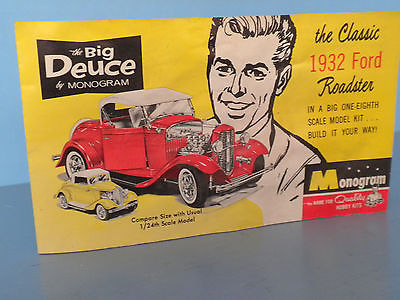 the Big
Deuce
by MONOGRAM
the Classic
1932 Ford
Roadster
IN A BIG ONE-EIGHTH
SCALE MODEL KIT...
BUILD IT YOUR WAY!
Compare Size with Usual
1/24th Scale Model
Monogram
THE NAME FOR Quality
HOBBY KITS